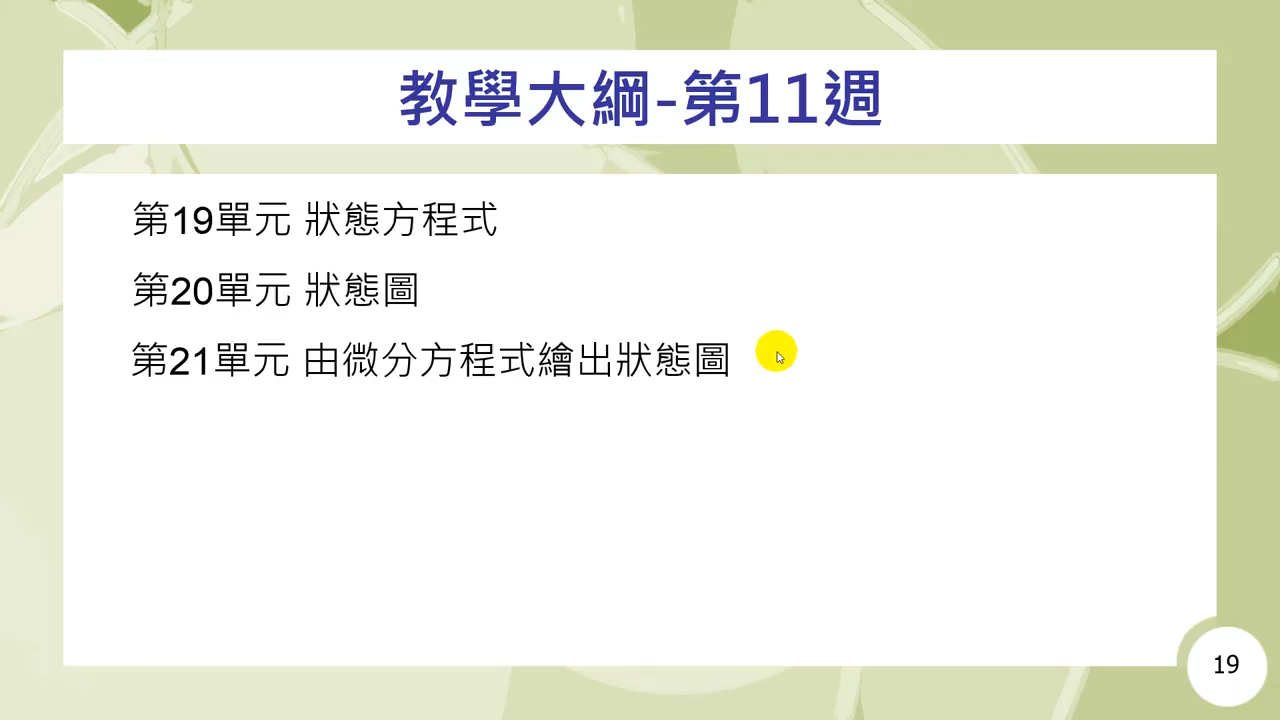 教學大綱-第11週
第19單元 狀態方程式
第20單元 狀態圖
第21單元 由微分方程式繪出狀態圖
19